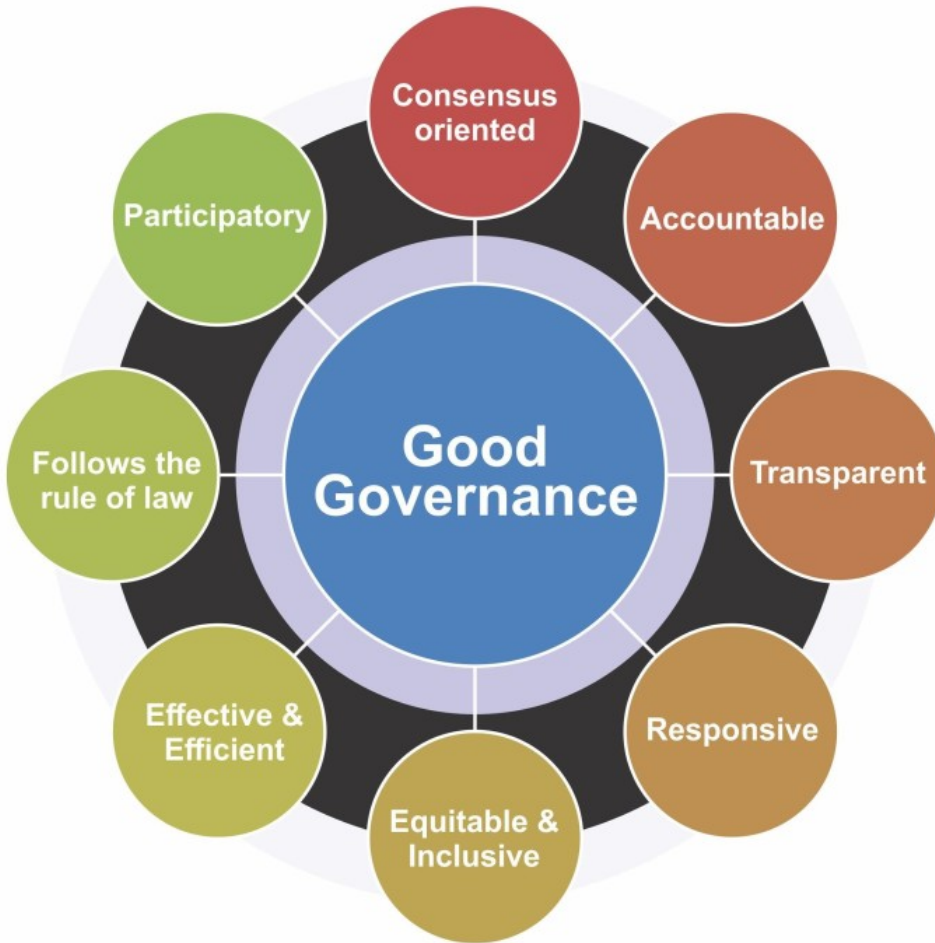 Consensus
oriented
Accountable
Transparent
Responsive
Equitable &
Inclusive
Effective &
Efficient
Follows the
rule of law
Participatory
Good
Governance